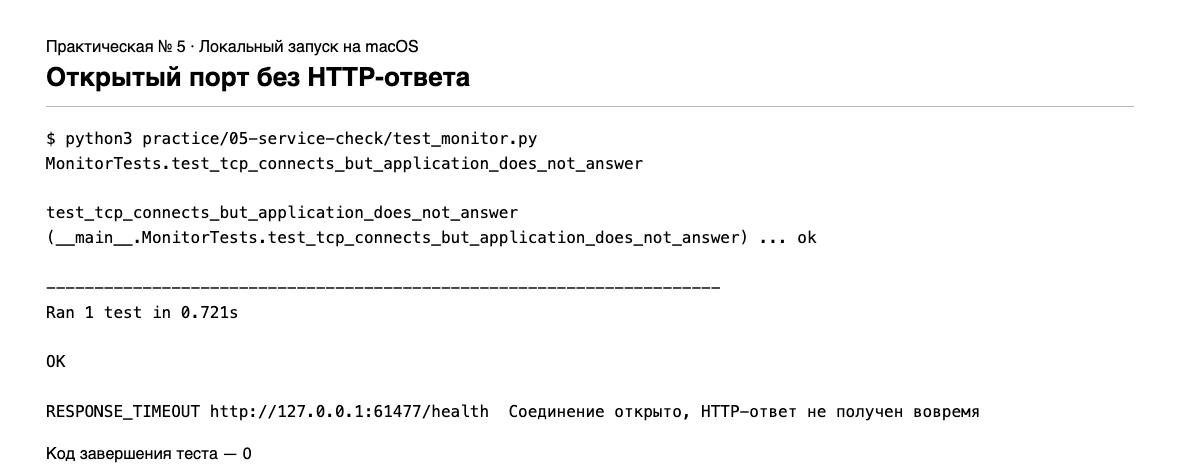 Практическая № 5 · Локальный запуск на macOS
Открытый порт без HTTP-ответа
$ python3 practice/05-service-check/test_monitor.py
MonitorTests.test_tcp_connects_but_application_does_not_answer
test_tcp_connects_but_application_does_not_answer
(__main__.MonitorTests.test_tcp_connects_but_application_does_not_answer) ... ok
----------------------------------------------------------------------
Ran 1 test in 0.721s
OK
RESPONSE_TIMEOUT http://127.0.0.1:61477/health  Соединение открыто, HTTP-ответ не получен вовремя
Код завершения теста — 0